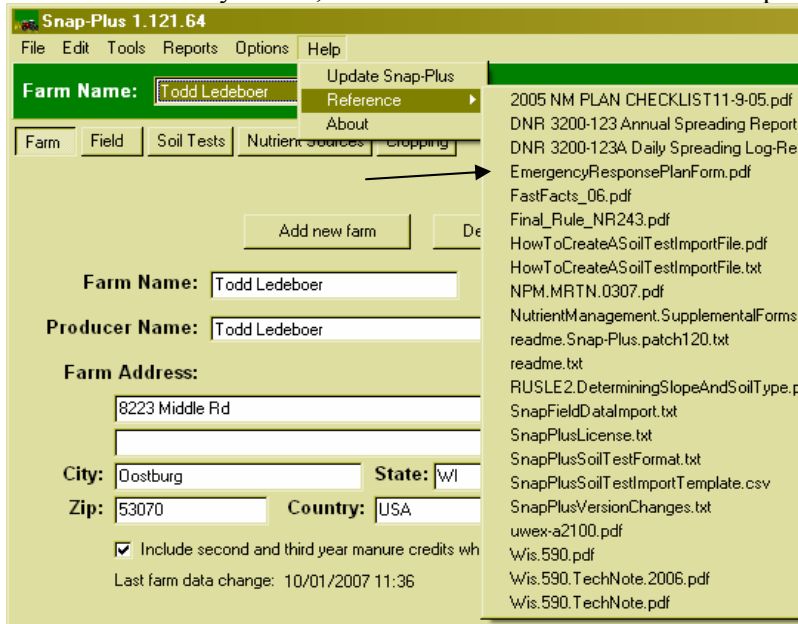 Snap-Plus 1.121.64
File Edit Tools Reports Options Help
Update Snap-Plus
Reference
About
Farm Name: Todd Ledeboer
Farm Field Soil Tests Nutrient Sources Cropping
2005 NM PLAN CHECKLIST11-9-05.pdf
DNR 3200-123 Annual Spreading Report
DNR 3200-123A Daily Spreading Log-Re
EmergencyResponsePlanForm.pdf
FastFacts_06.pdf
Final_Rule_NR243.pdf
HowToCreateASoilTestImportFile.pdf
HowToCreateASoilTestImportFile.txt
NPM.MRTN.0307.pdf
NutrientManagement.SupplementalForms
readme.Snap-Plus.patch120.txt
readme.txt
RUSLE2.DeterminingSlopeAndSoilType.p
SnapFieldDataImport.txt
SnapPlusLicense.txt
SnapPlusSoilTestFormat.txt
SnapPlusSoilTestImportTemplate.csv
SnapPlusVersionChanges.txt
uwex-a2100.pdf
Wis.590.pdf
Wis.590.TechNote.2006.pdf
Wis.590.TechNote.pdf
Add new farm De
Farm Name: Todd Ledeboer
Producer Name: Todd Ledeboer
Farm Address:
8223 Middle Rd
City: Oostburg State: WI
Zip: 53070 Country: USA
Include second and third year manure credits wh
Last farm data change: 10/01/2007 11:36